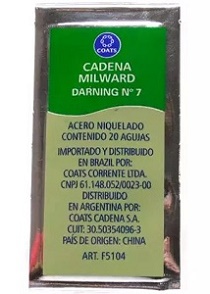 COATS
CADENA
MILWARD
DARNING Nº 7
ACERO NIQUELADO
CONTENIDO 20 AGUJAS
IMPORTADO Y DISTRIBUIDO
EN BRAZIL POR:
COATS CORRENTE LTDA.
CNPJ 61.148.052/0023-00
DISTRIBUIDO
EN ARGENTINA POR:
COATS CADENA S.A.
CUIT: 30.50354096-3
PAÍS DE ORIGEN: CHINA
ART. F5104